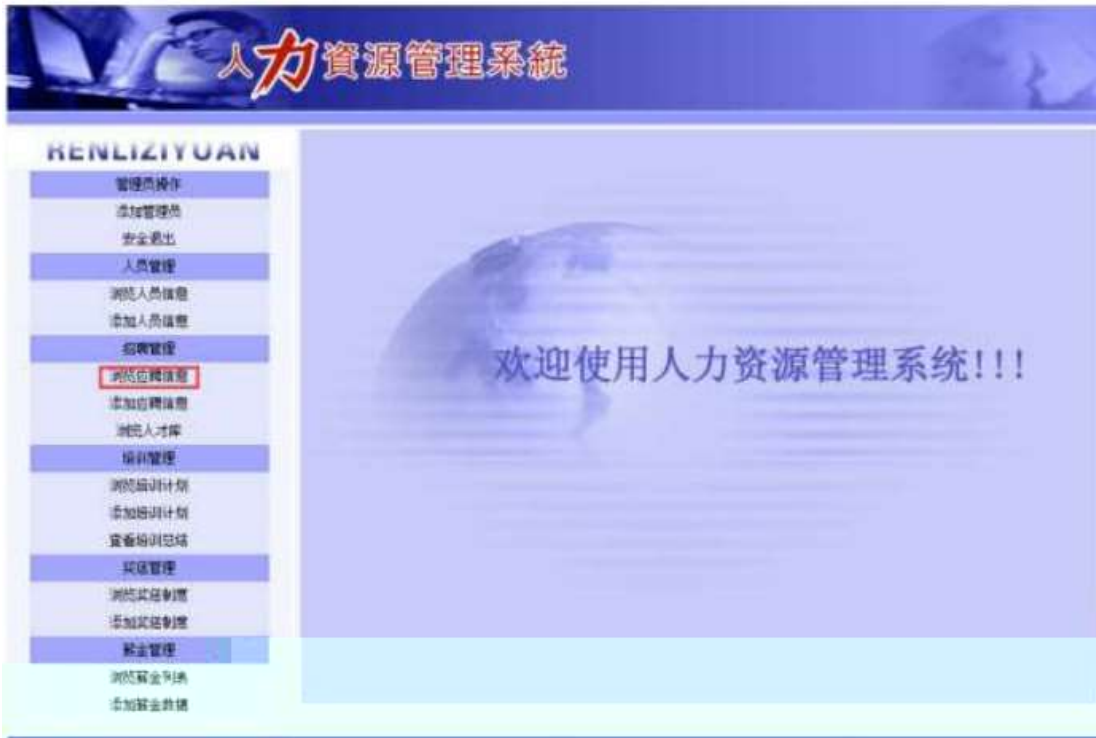 人力資源管理系統
RENLIZIYUAN
管理员操作
添加管理员
安全退出
人员管理
浏览人员信息
添加人员信息
招聘管理
浏览应聘信息
添加应聘信息
浏览人才库
培训管理
浏览培训计划
添加培训计划
查看培训总结
奖惩管理
浏览奖惩制度
添加奖惩制度
薪金管理
浏览薪金列表
添加薪金数据
欢迎使用人力资源管理系统!!!